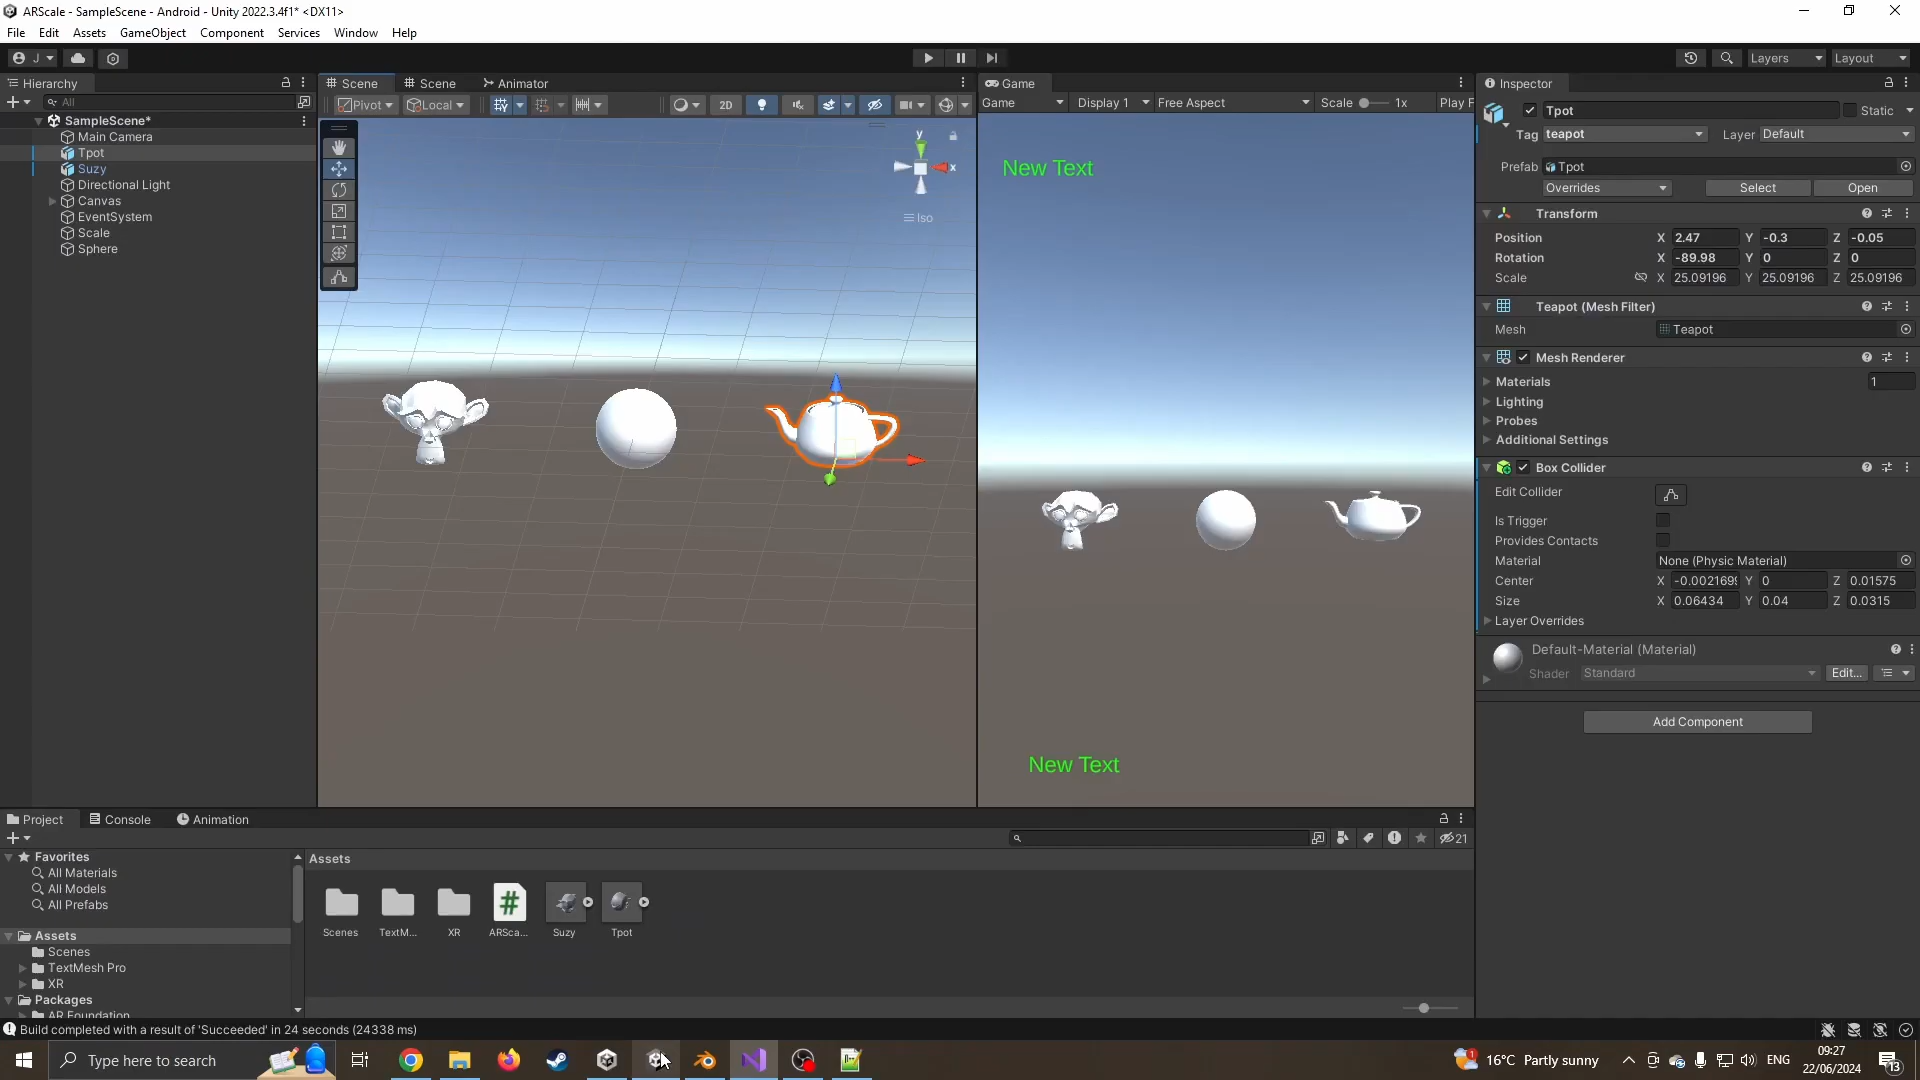 ARScale - SampleScene - Android - Unity 2022.3.4f1* <DX11>
File Edit Assets GameObject Component Services Window Help
J
Layers Layout
Hierarchy
All
SampleScene*
Main Camera
Tpot
Suzy
Directional Light
Canvas
EventSystem
Scale
Sphere
Scene Scene Animator
Pivot Local 2D
y
x
Iso
Game
Game Display 1 Free Aspect Scale 1x Play F
New Text
New Text
Inspector
Tpot Static
Tag teapot Layer Default
Prefab Tpot
Overrides Select Open
Transform
Position X 2.47 Y -0.3 Z -0.05
Rotation X -89.98 Y 0 Z 0
Scale X 25.09196 Y 25.09196 Z 25.09196
Teapot (Mesh Filter)
Mesh Teapot
Mesh Renderer
Materials 1
Lighting
Probes
Additional Settings
Box Collider
Edit Collider
Is Trigger
Provides Contacts
Material None (Physic Material)
Center X -0.002169 Y 0 Z 0.01575
Size X 0.06434 Y 0.04 Z 0.0315
Layer Overrides
Default-Material (Material)
Shader Standard Edit...
Add Component
Project Console Animation
21
Favorites
All Materials
All Models
All Prefabs
Assets
Scenes
TextMesh Pro
XR
Packages
AR Foundation
Assets
Scenes TextM... XR ARSca... Suzy Tpot
Build completed with a result of 'Succeeded' in 24 seconds (24338 ms)
Type here to search
16°C Partly sunny ENG
09:27
22/06/2024
13